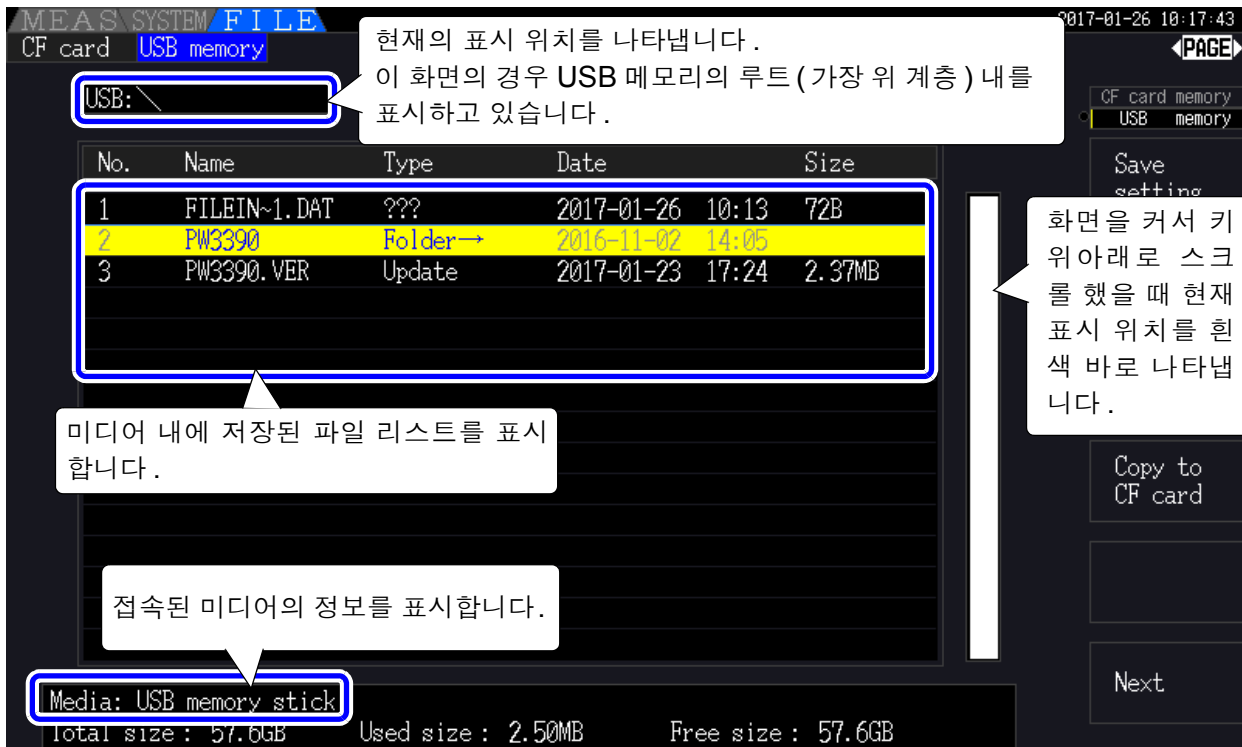 MEAS SYSTEM FILE 2017-01-26 10:17:43
CF card USB memory PAGE
현재의 표시 위치를 나타냅니다.
이 화면의 경우 USB 메모리의 루트(가장 위 계층) 내를
표시하고 있습니다.
USB:\
CF card memory
USB memory
No. Name Type Date Size
1 FILEIN~1.DAT ??? 2017-01-26 10:13 72B
2 PW3390 Folder→ 2016-11-02 14:05
3 PW3390.VER Update 2017-01-23 17:24 2.37MB
Save
setting
화면을 커서 키
위아래로 스크
롤 했을 때 현재
표시 위치를 흰
색 바로 나타냅
니다.
미디어 내에 저장된 파일 리스트를 표시
합니다.
Copy to
CF card
접속된 미디어의 정보를 표시합니다.
Next
Media: USB memory stick
Total size: 57.6GB Used size: 2.50MB Free size: 57.6GB